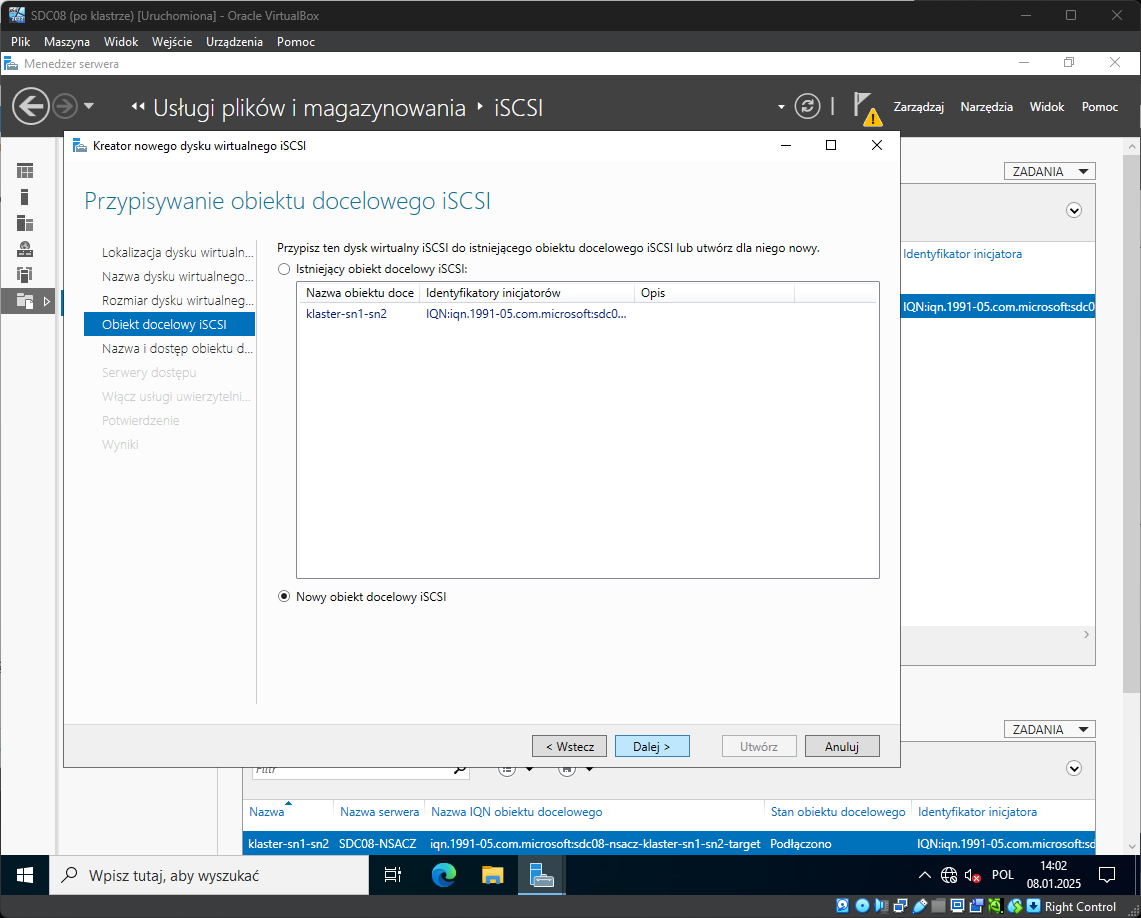 SDC08 (po klastrze) [Uruchomiona] - Oracle VirtualBox
Plik Maszyna Widok Wejście Urządzenia Pomoc
Menedżer serwera
Usługi plików i magazynowania iSCSI
Zarządzaj Narzędzia Widok Pomoc
Kreator nowego dysku wirtualnego iSCSI
ZADANIA
Przypisywanie obiektu docelowego iSCSI
Lokalizacja dysku wirtualn...
Nazwa dysku wirtualnego...
Rozmiar dysku wirtualneg...
Obiekt docelowy iSCSI
Nazwa i dostęp obiektu d...
Serwery dostępu
Włącz usługi uwierzytelni...
Potwierdzenie
Wyniki
Przypisz ten dysk wirtualny iSCSI do istniejącego obiektu docelowego iSCSI lub utwórz dla niego nowy.
Istniejący obiekt docelowy iSCSI:
Nazwa obiektu doce Identyfikatory inicjatorów Opis
klaster-sn1-sn2 IQN:iqn.1991-05.com.microsoft:sdc0...
Nowy obiekt docelowy iSCSI
Identyfikator inicjatora
IQN:iqn.1991-05.com.microsoft:sdc0
< Wstecz Dalej > Utwórz Anuluj
ZADANIA
Filtr
Nazwa Nazwa serwera Nazwa IQN obiektu docelowego Stan obiektu docelowego Identyfikator inicjatora
klaster-sn1-sn2 SDC08-NSACZ iqn.1991-05.com.microsoft:sdc08-nsacz-klaster-sn1-sn2-target Podłączono IQN:iqn.1991-05.com.microsoft:sdc0
Wpisz tutaj, aby wyszukać
POL
14:02
08.01.2025
Right Control